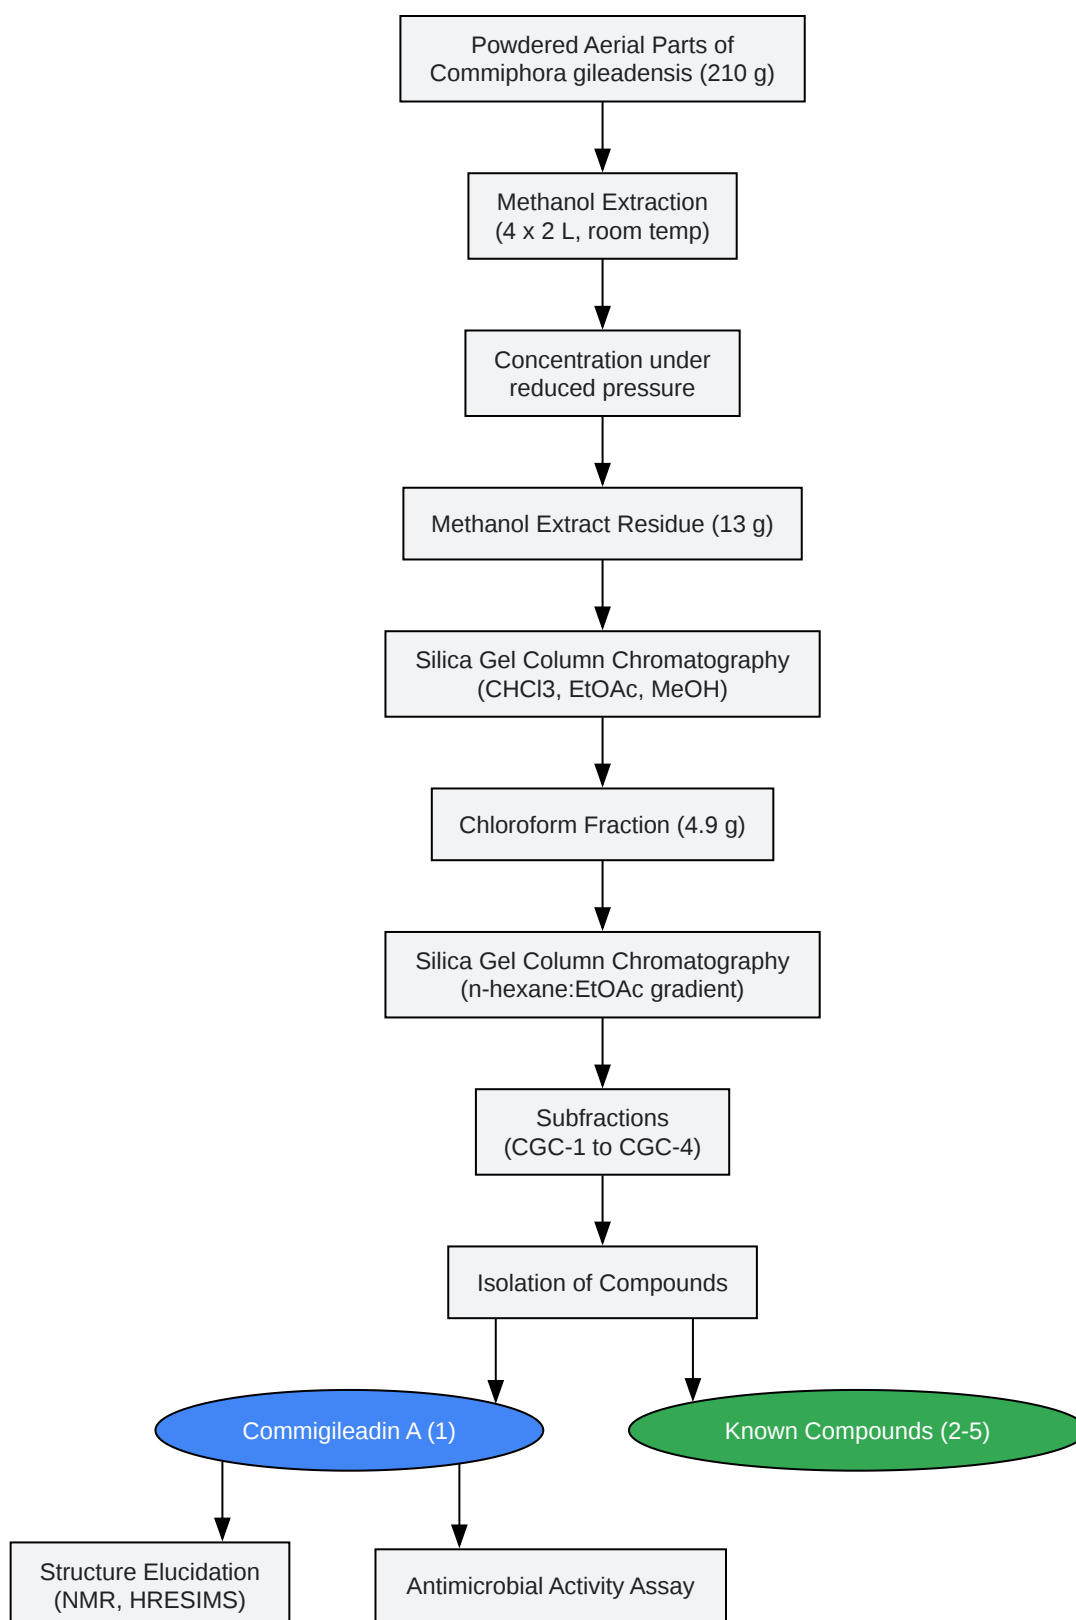 Powdered Aerial Parts of
Commiphora gileadensis (210 g)
Methanol Extraction
(4 x 2 L, room temp)
Concentration under
reduced pressure
Methanol Extract Residue (13 g)
Silica Gel Column Chromatography
(CHCl3, EtOAc, MeOH)
Chloroform Fraction (4.9 g)
Silica Gel Column Chromatography
(n-hexane:EtOAc gradient)
Subfractions
(CGC-1 to CGC-4)
Isolation of Compounds
Commigileadin A (1)
Known Compounds (2-5)
Structure Elucidation
(NMR, HRESIMS)
Antimicrobial Activity Assay